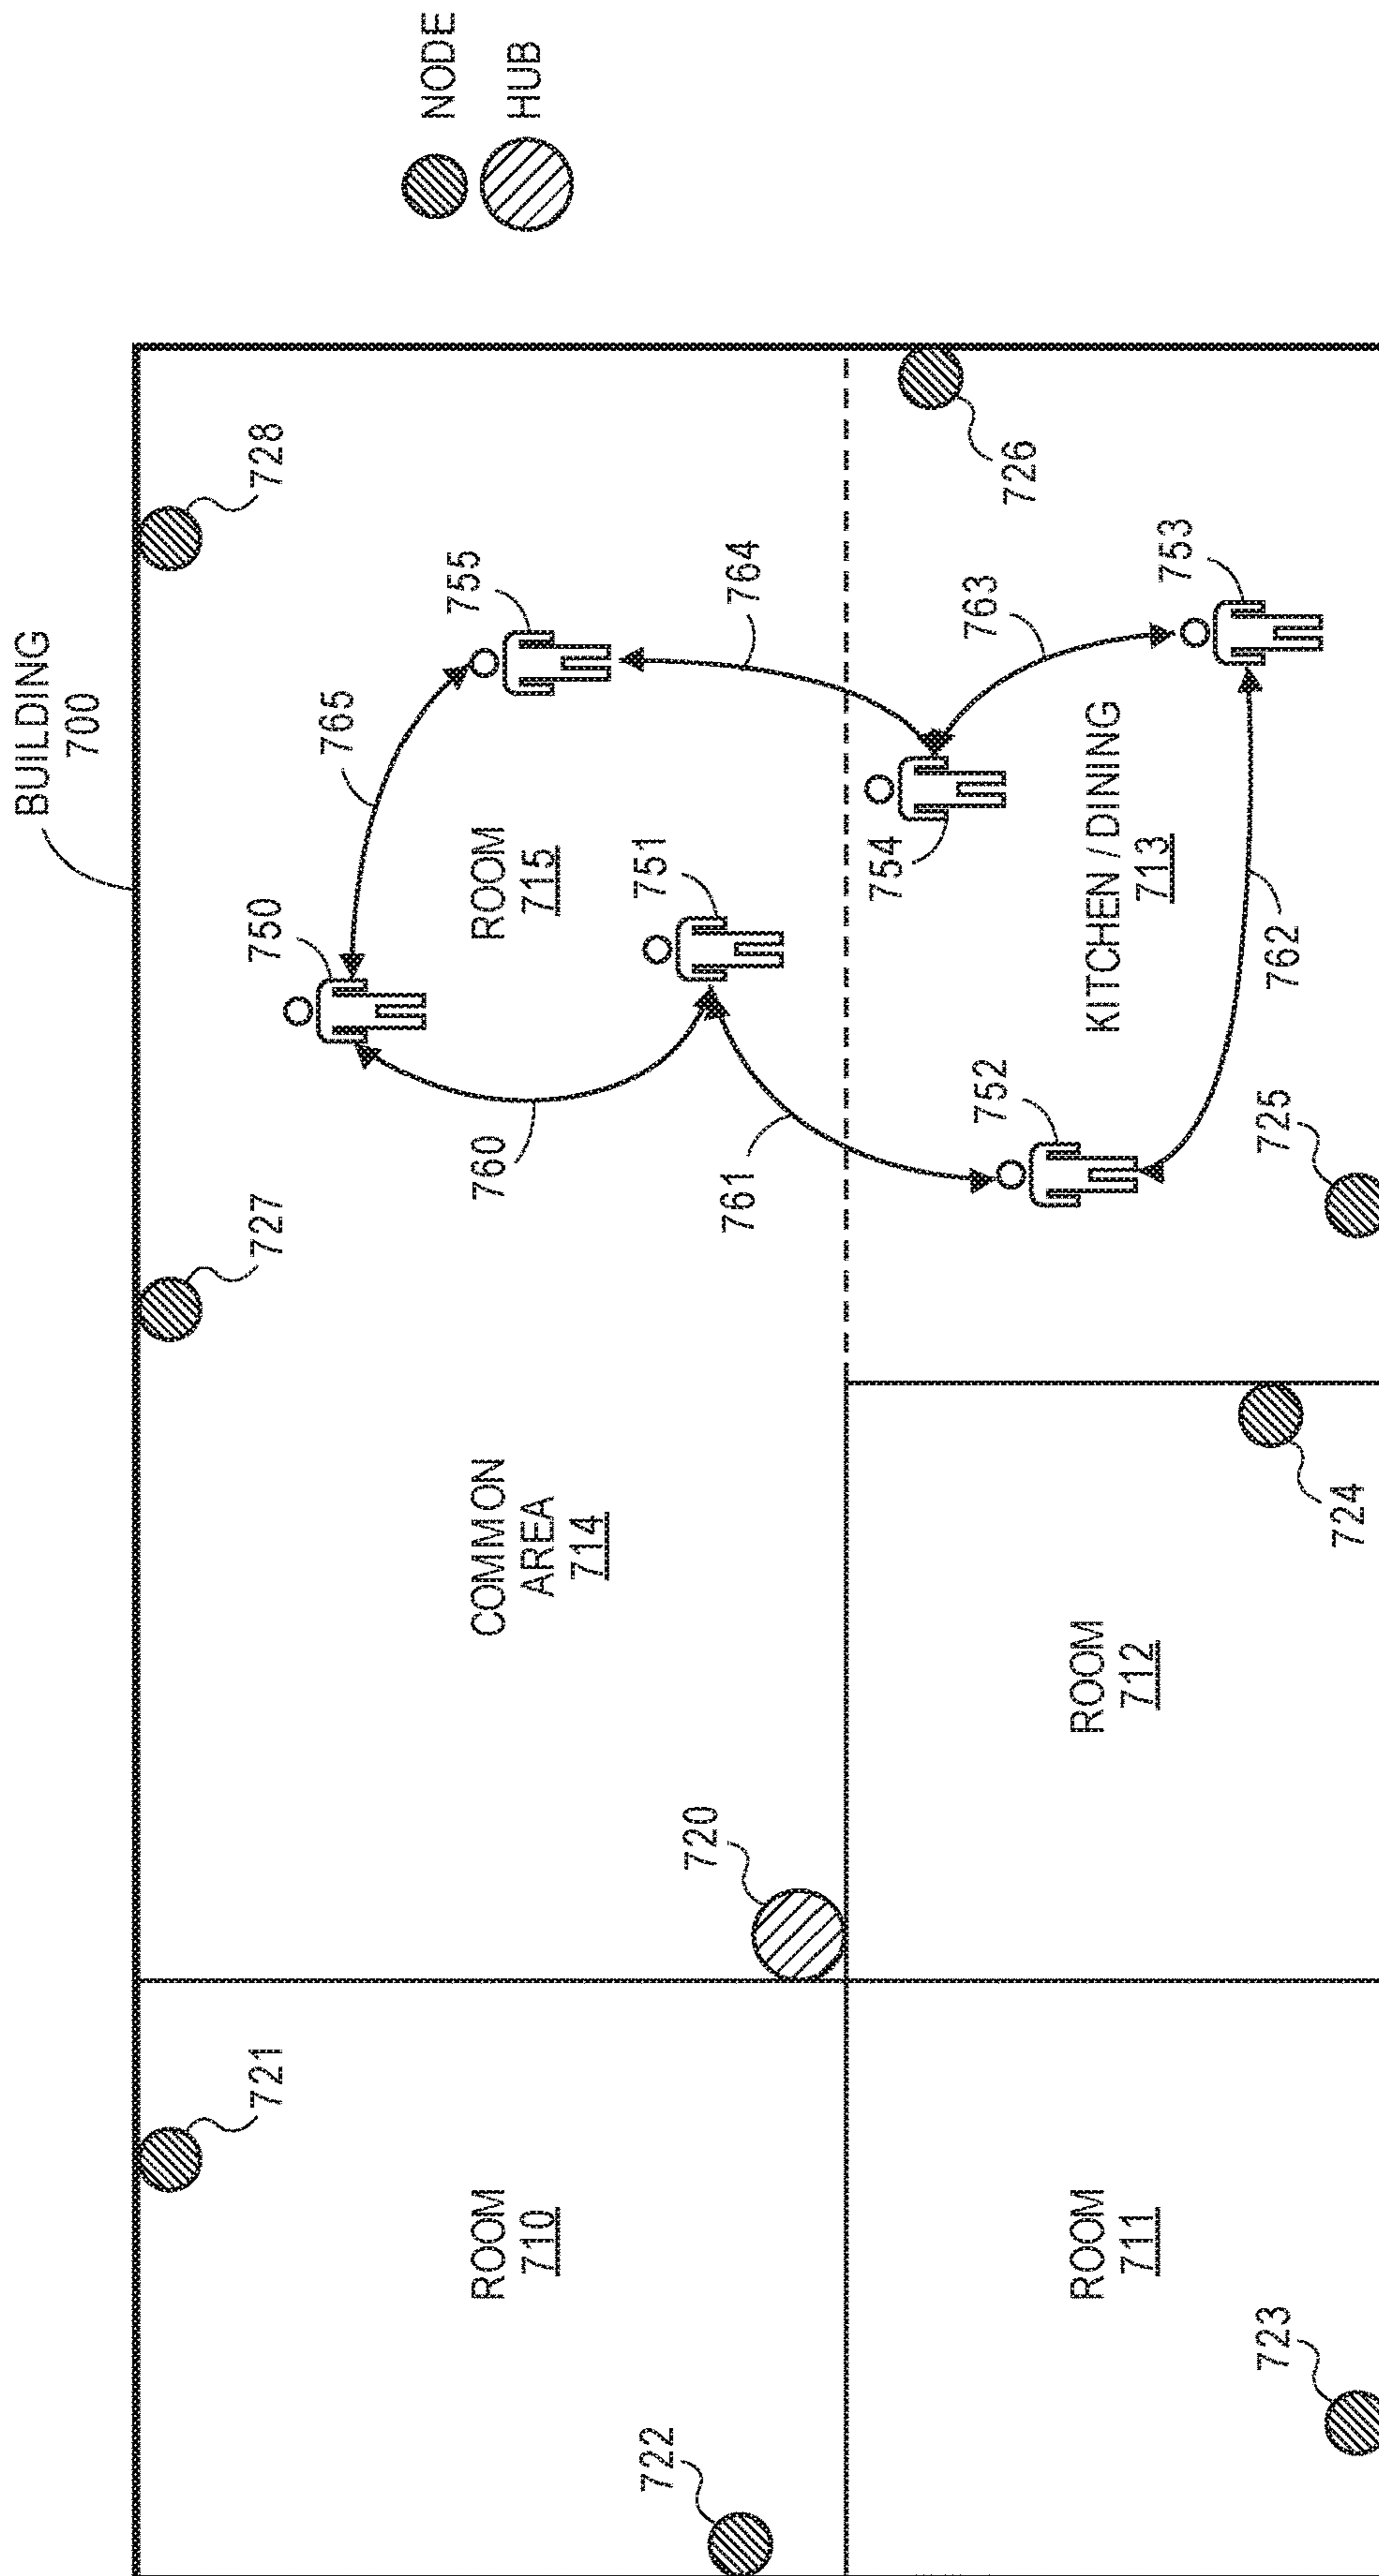 BUILDING
700
NODE
HUB
721
727
728
750
765
755
722
ROOM
710
720
COMMON
AREA
714
760
ROOM
715
751
764
761
726
723
ROOM
711
ROOM
712
724
752
725
754
763
753
KITCHEN / DINING
713
762